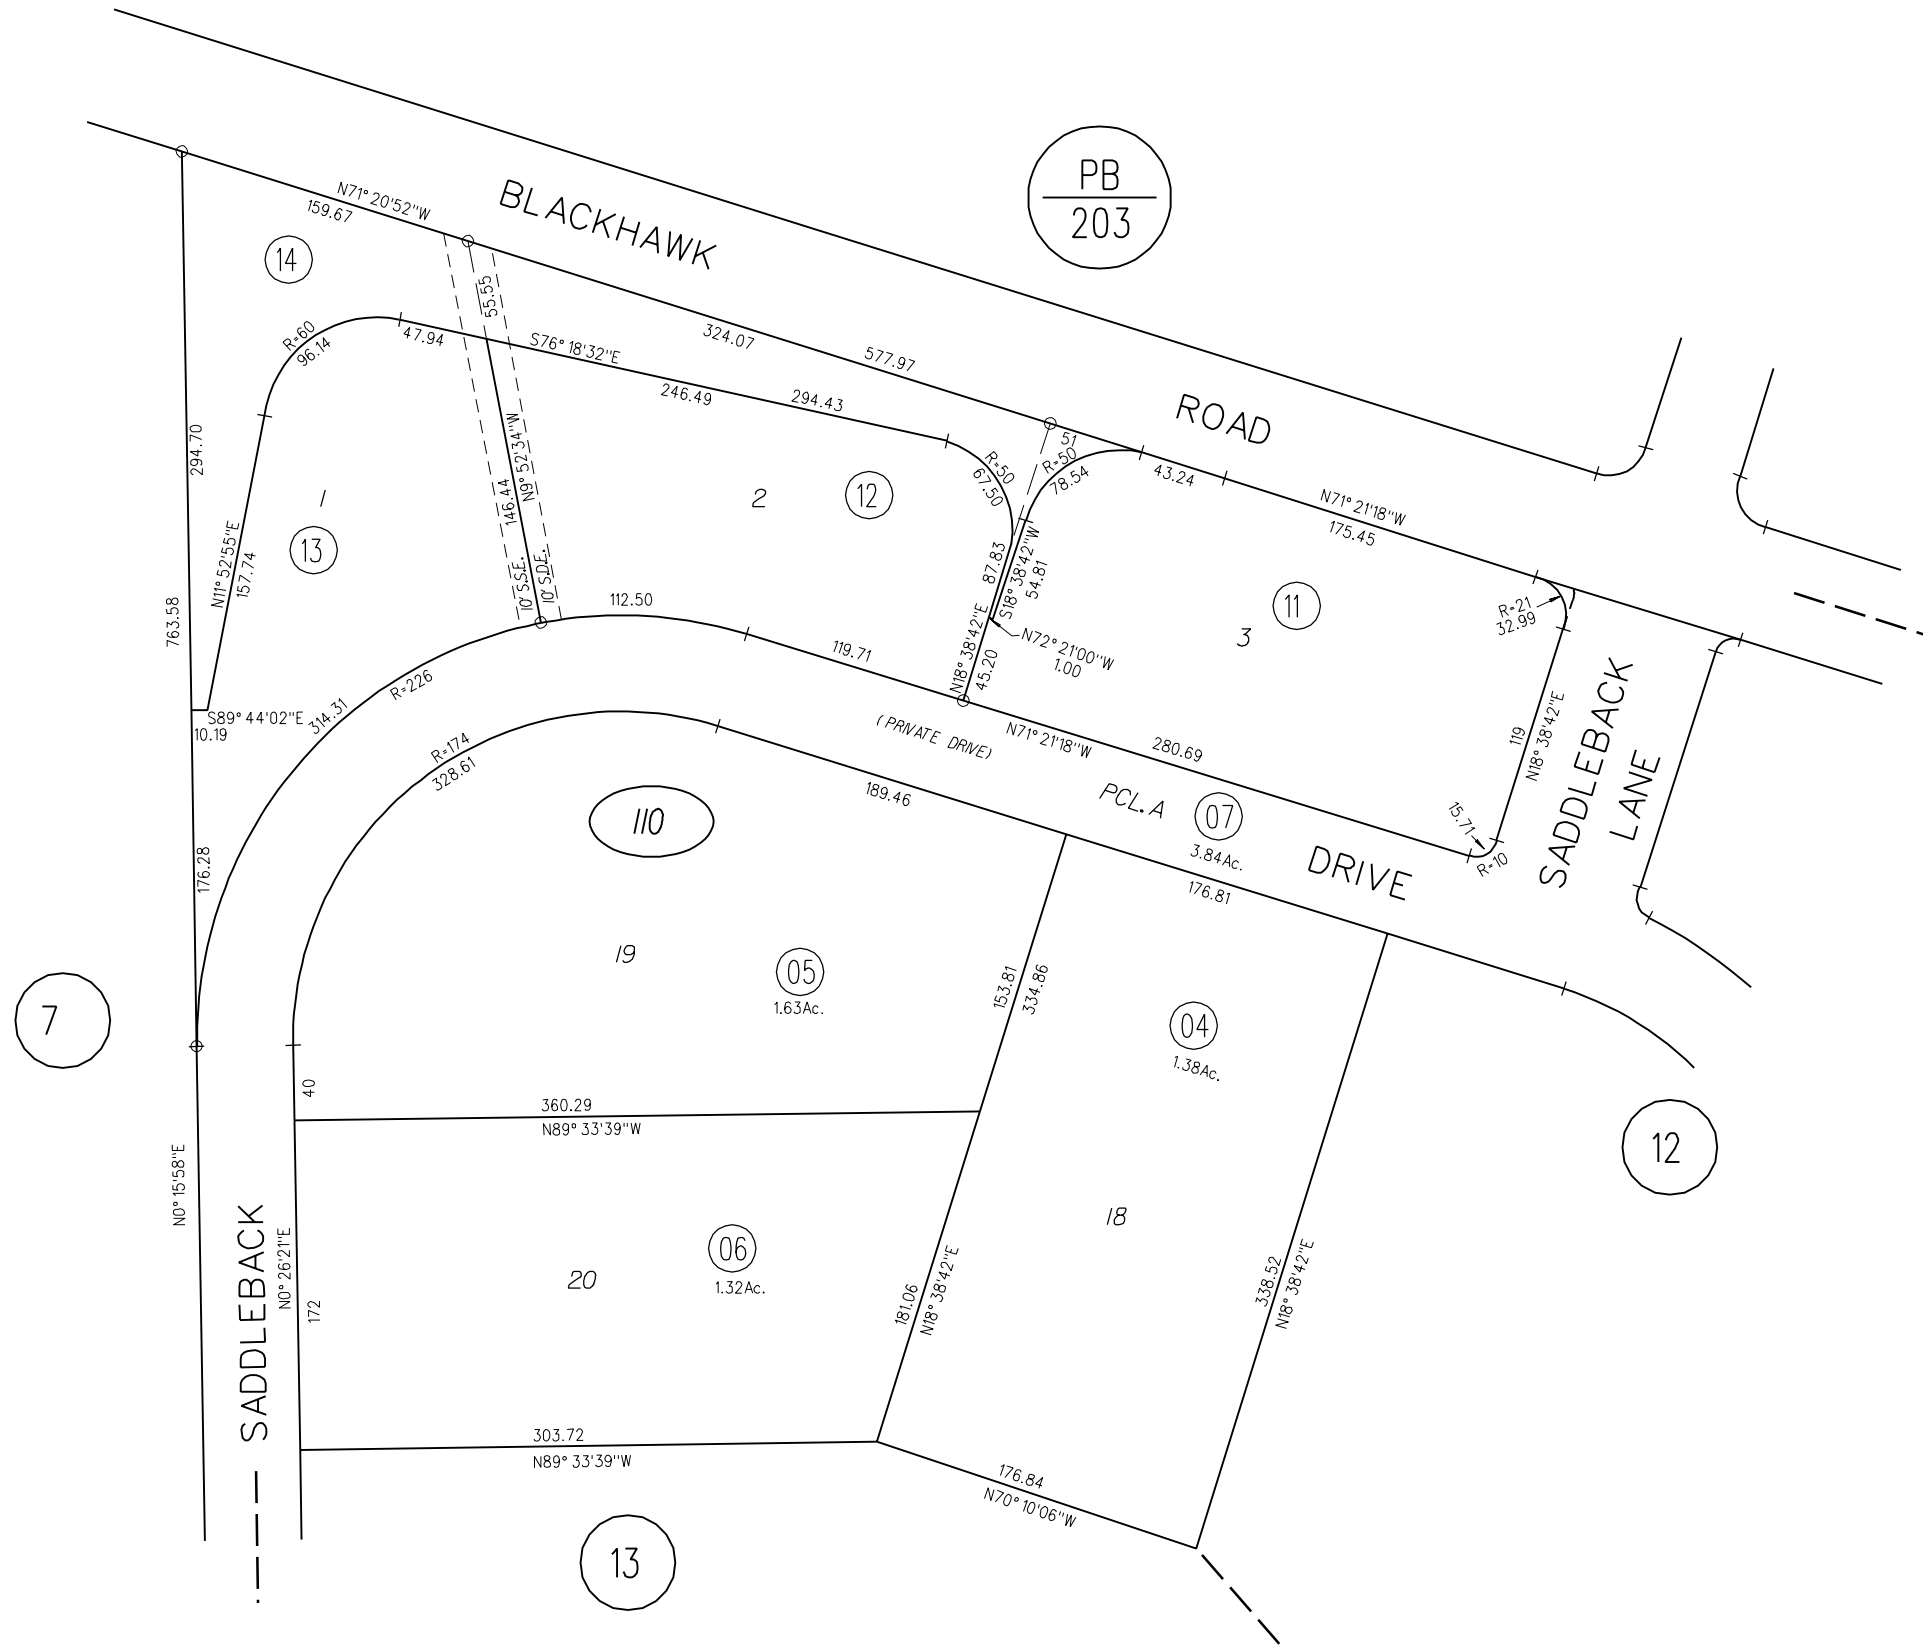 PB
203
BLACKHAWK
ROAD
N71° 20'52"W
159.67
14
55.55
324.07
577.97
R=60
96.14
47.94
S76° 18'32"E
246.49
294.43
R=50
67.50
51
R=50
78.54
43.24
N71° 21'18"W
175.45
294.70
1
13
N11° 52'55"E
157.74
146.44
N9° 52'34"W
10' S.S.E.
10' S.D.E.
2
12
87.83
S18° 38'42"W
54.81
N18° 38'42"E
45.20
N72° 21'00"W
1.00
11
3
R=21
32.99
763.58
112.50
119.71
S89° 44'02"E
10.19
314.31
R=226
R=174
328.61
(PRIVATE DRIVE)
N71° 21'18"W
280.69
119
N18° 38'42"E
SADDLEBACK
LANE
15.71
R=10
189.46
PCL. A
07
3.84Ac.
DRIVE
176.81
110
176.28
19
05
1.63Ac.
153.81
334.86
04
1.38Ac.
7
40
360.29
N89° 33'39"W
12
N0° 15'58"E
SADDLEBACK
N0° 26'21"E
172
20
06
1.32Ac.
18
181.06
N18° 38'42"E
338.52
N18° 38'42"E
303.72
N89° 33'39"W
176.84
N70° 10'06"W
13